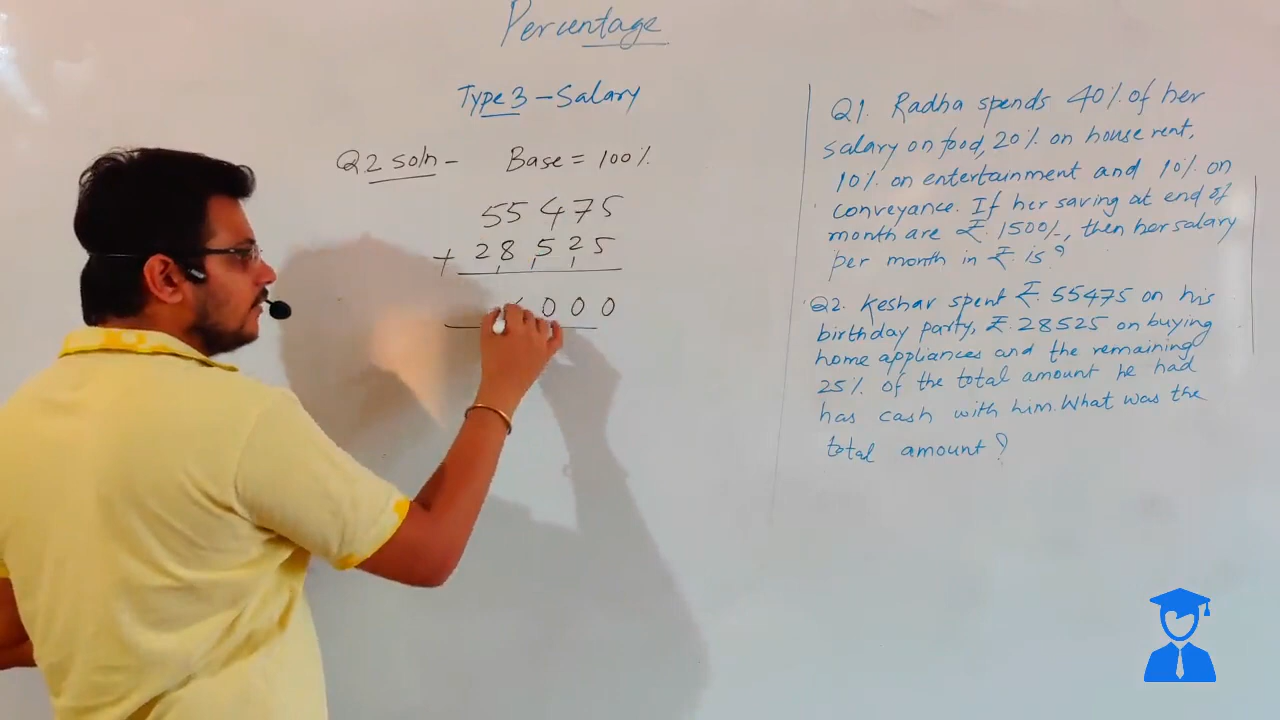 Percentage
Type 3 - Salary
Q.2 soln - Base = 100%
55475
+ 28525
000
Q1. Radha spends 40% of her
salary on food, 20% on house rent,
10% on entertainment and 10% on
conveyance. If her saving at end of
month are ₹. 1500/-, then her salary
per month in ₹. is?
Q2. Keshar spent ₹. 55475 on his
birthday party, ₹. 28525 on buying
home appliances and the remaining
25% of the total amount he had
has cash with him. What was the
total amount?